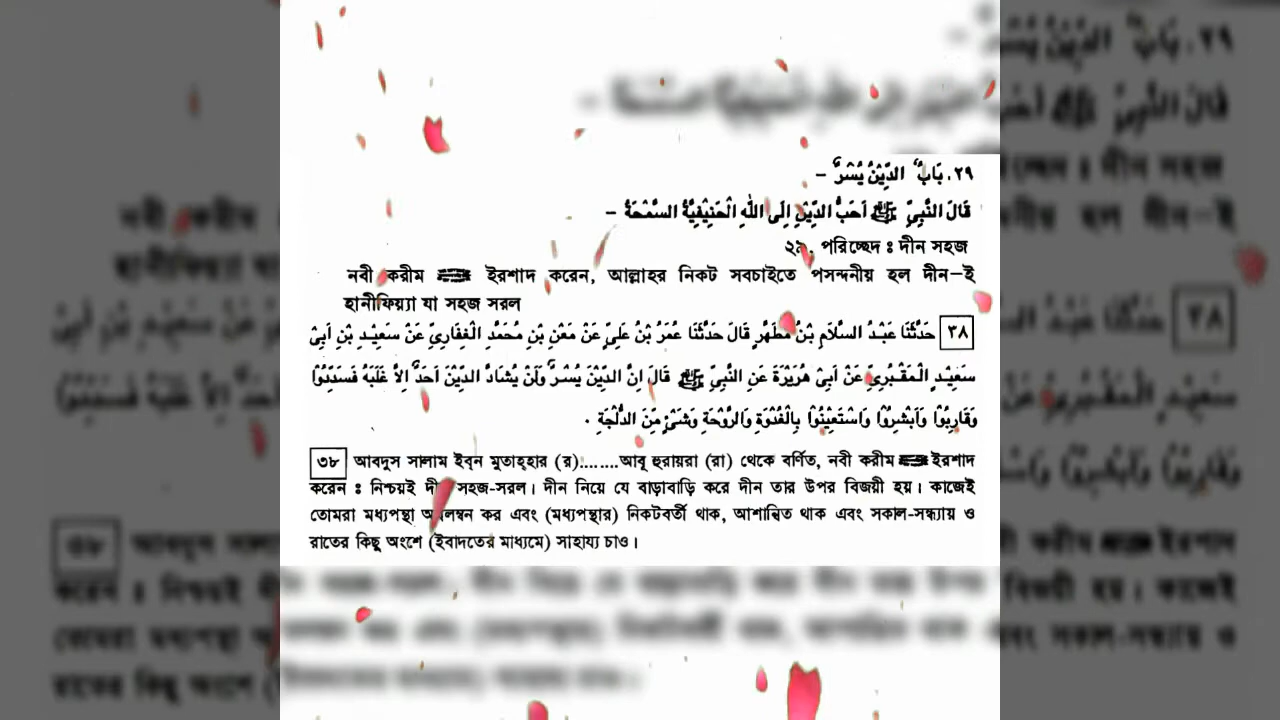 ٢٩. بَابٌ الدِّيْنُ يُسْرٌ –
قَالَ النَّبِيِّ ﷺ اَحَبُّ الدِّيْنِ اِلَى اللّٰهِ الْحَنِيْفِيَّةُ السَّمْحَةُ –
২৯. পরিচ্ছেদ : দীন সহজ
নবী করীম ﷺ ইরশাদ করেন, আল্লাহর নিকট সবচাইতে পসন্দনীয় হল দীন–ই
হানীফিয়্যা যা সহজ সরল
٣٨ حَدَّثَنَا عَبْدُ السَّلاَمِ بْنُ مُطَهَّرٍ قَالَ حَدَّثَنَا عُمَرُ بْنُ عَلِىٍّ عَنْ مَعْنِ بْنِ مُحَمَّدٍ الْغِفَارِىِّ عَنْ سَعِيْدِ بْنِ اَبِىْ
سَعِيْدٍ الْمَقْبُرِىِّ عَنْ اَبِىْ هُرَيْرَةَ عَنِ النَّبِىِّ ﷺ قَالَ اِنَّ الدِّيْنَ يُسْرٌ وَلَنْ يُشَادَّ الدِّيْنَ اَحَدٌ اِلاَّ غَلَبَهُ فَسَدِّدُوْا
وَقَارِبُوْا وَاَبْشِرُوْا وَاسْتَعِيْنُوْا بِالْغُدْوَةِ وَالرَّوْحَةِ وَشَىْءٍ مِّنَ الدُّلْجَةِ .
৩৮ আবদুস সালাম ইব্ন মুতাহ্হার (র)........আবূ হুরায়রা (রা) থেকে বর্ণিত, নবী করীম ﷺ ইরশাদ
করেন : নিশ্চয়ই দীন সহজ-সরল। দীন নিয়ে যে বাড়াবাড়ি করে দীন তার উপর বিজয়ী হয়। কাজেই
তোমরা মধ্যপন্থা অবলম্বন কর এবং (মধ্যপন্থার) নিকটবর্তী থাক, আশান্বিত থাক এবং সকাল-সন্ধ্যায় ও
রাতের কিছু অংশে (ইবাদতের মাধ্যমে) সাহায্য চাও।